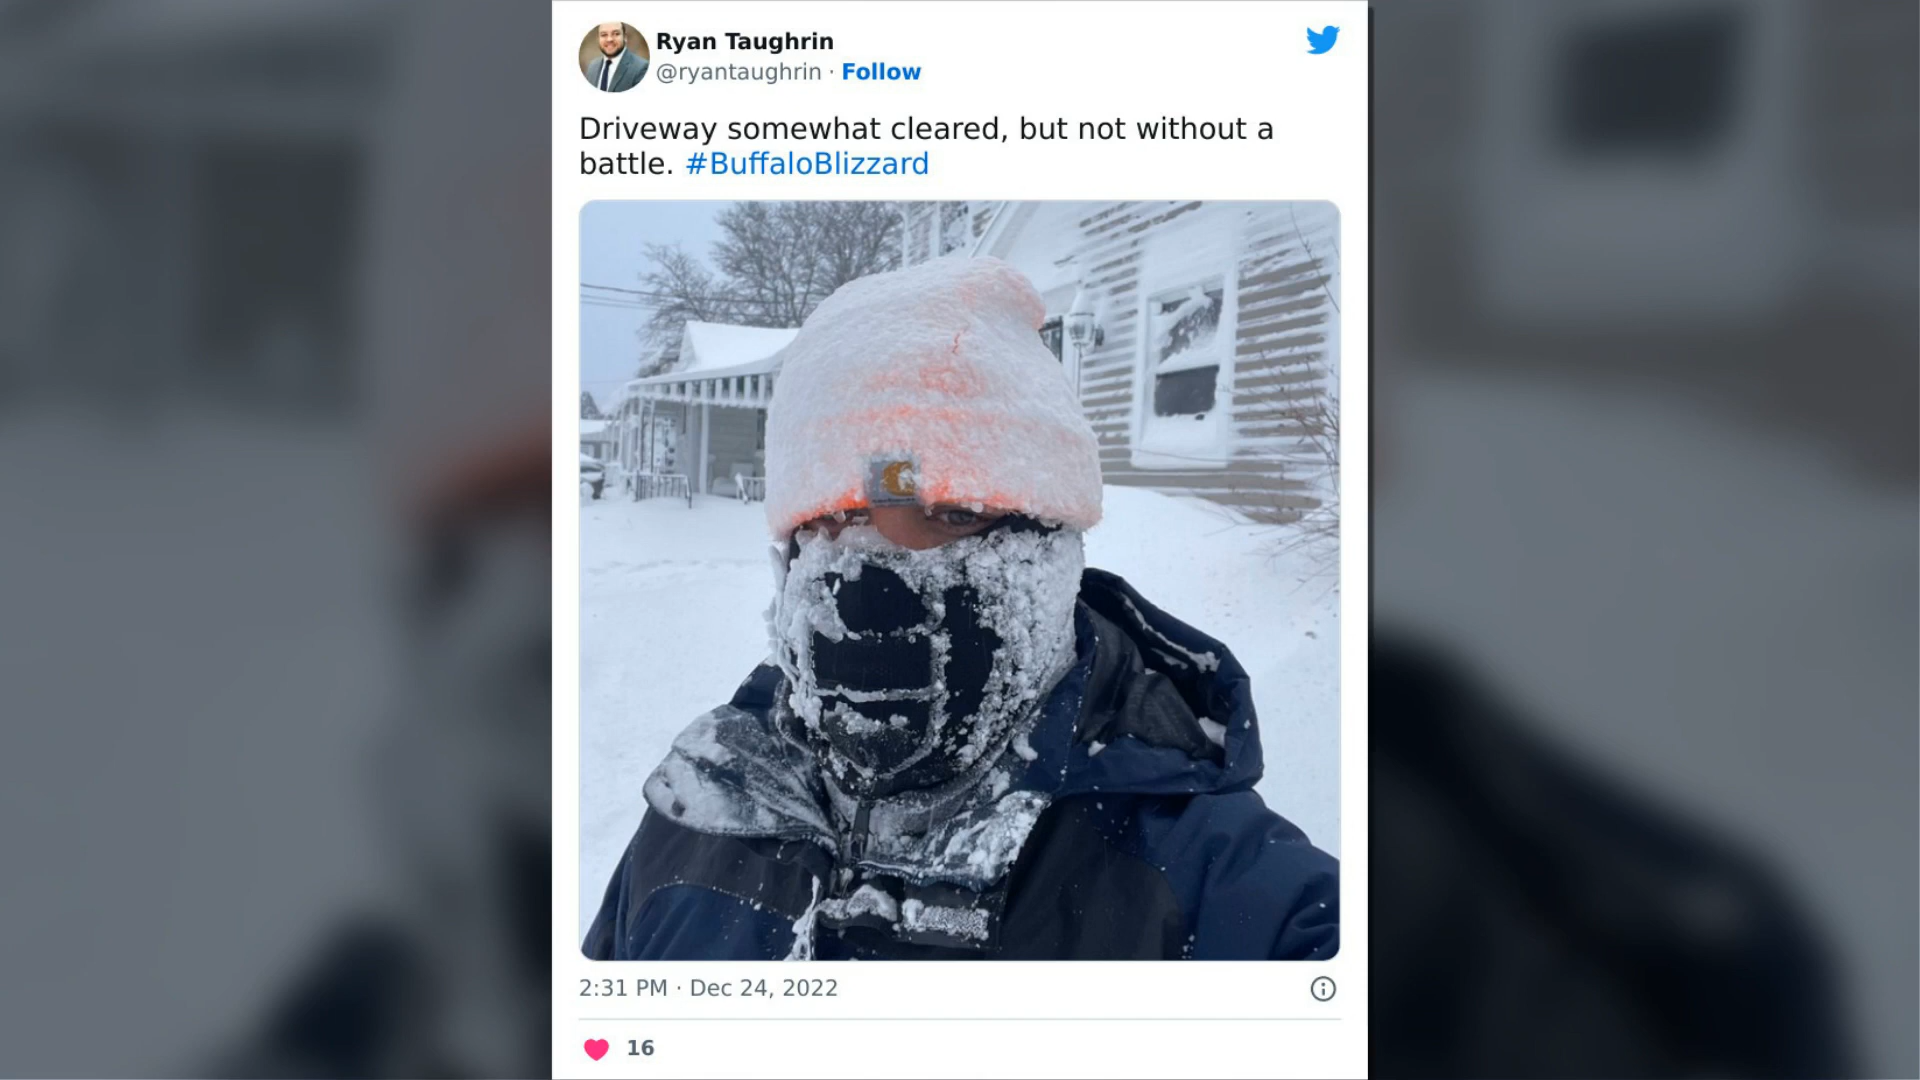 Ryan Taughrin
@ryantaughrin · Follow
Driveway somewhat cleared, but not without a
battle. #BuffaloBlizzard
2:31 PM · Dec 24, 2022
16